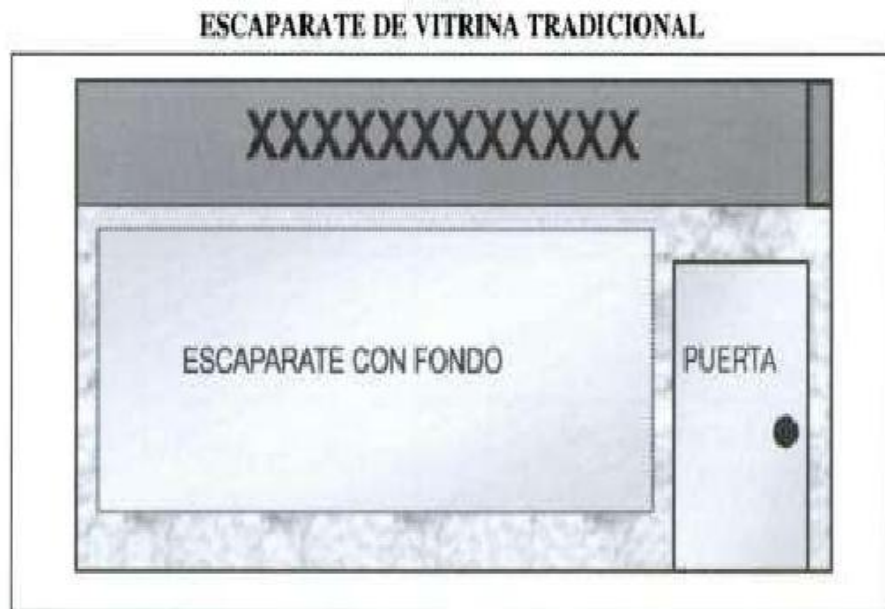 ESCAPARATE DE VITRINA TRADICIONAL
XXXXXXXXXXXX
ESCAPARATE CON FONDO
PUERTA